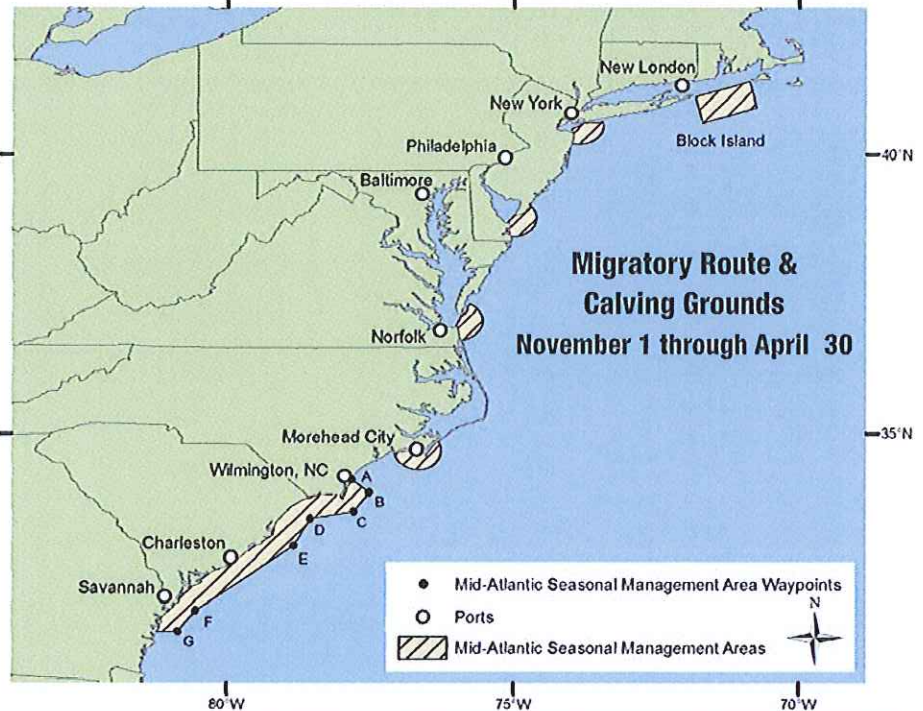 New London
New York
Block Island
Philadelphia
40°N
Baltimore
Migratory Route &
Calving Grounds
November 1 through April 30
Norfolk
Morehead City
35°N
Wilmington, NC
A
B
C
D
Charleston
E
Savannah
F
G
Mid-Atlantic Seasonal Management Area Waypoints
Ports
Mid-Atlantic Seasonal Management Areas
N
80°W
75°W
70°W